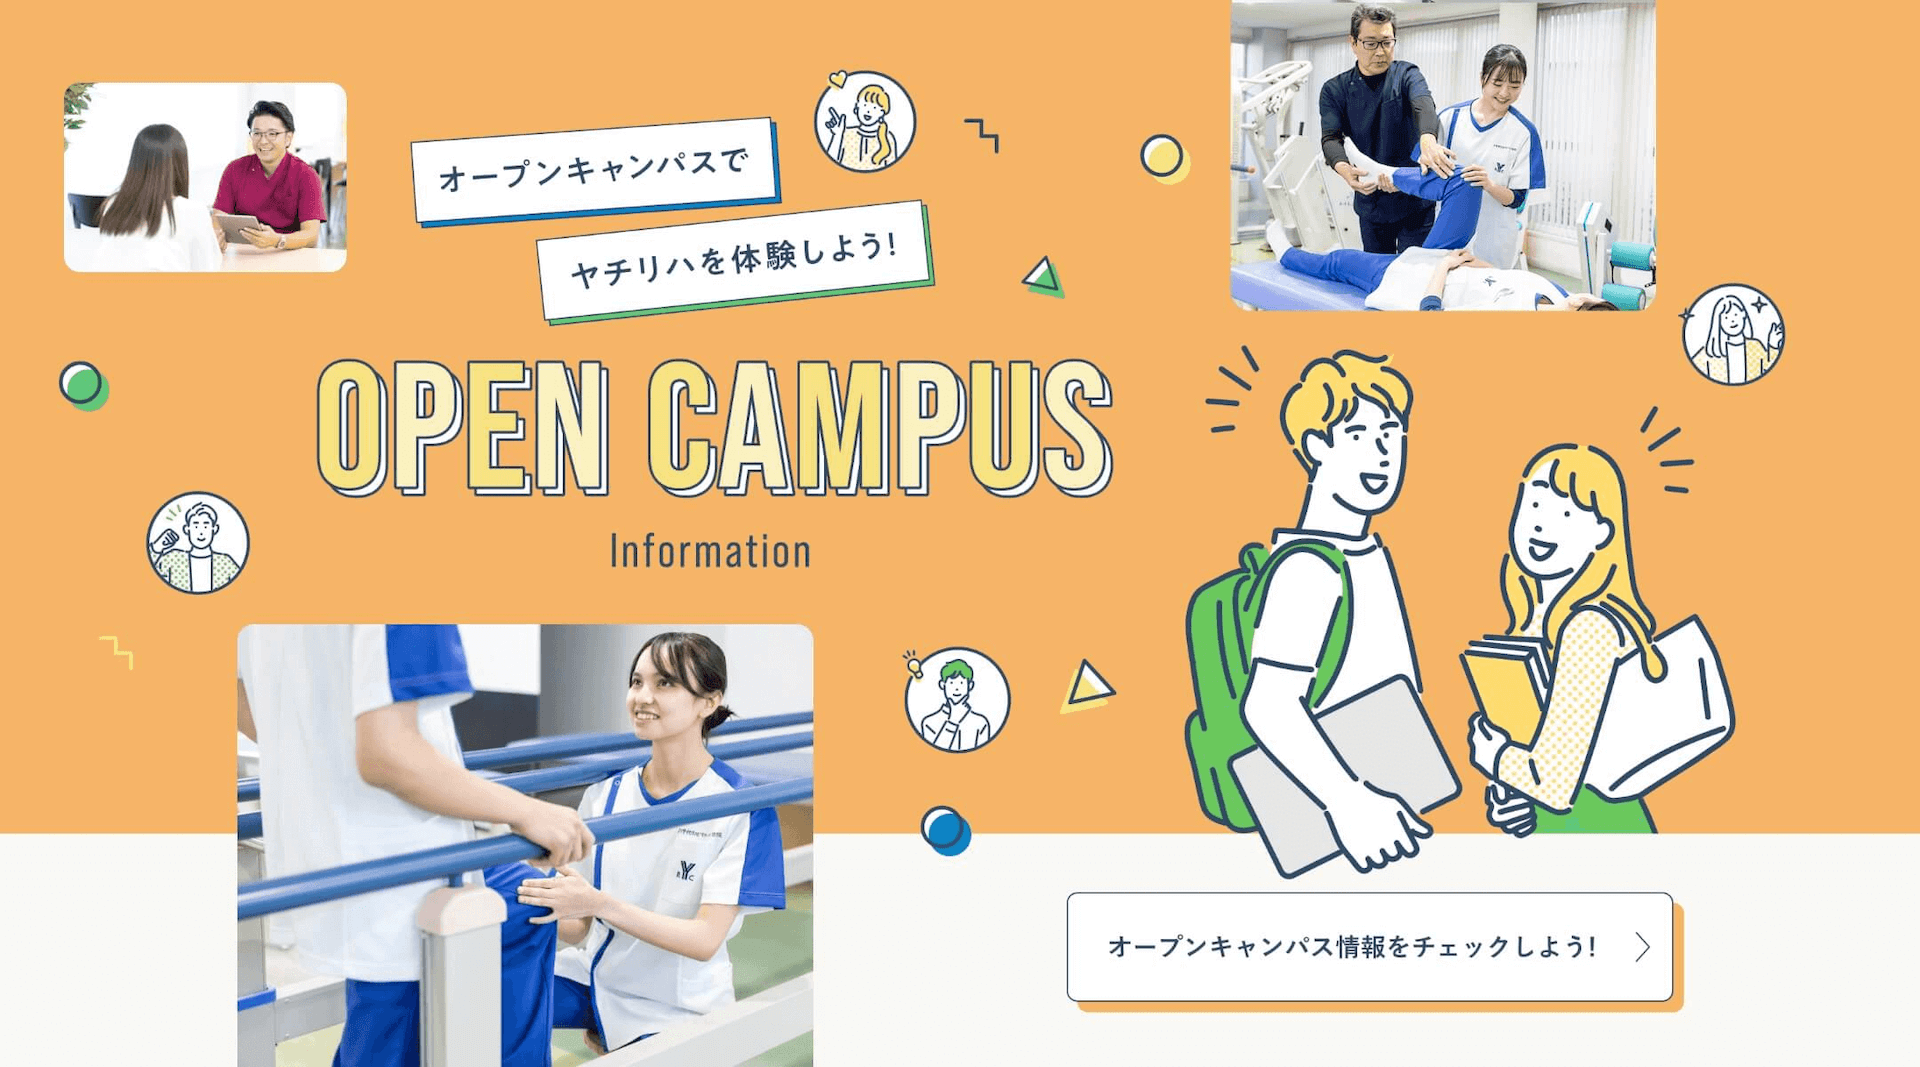 オープンキャンパスで
ヤチリハを体験しよう!
OPEN CAMPUS
Information
Y
R C
オープンキャンパス情報をチェックしよう!